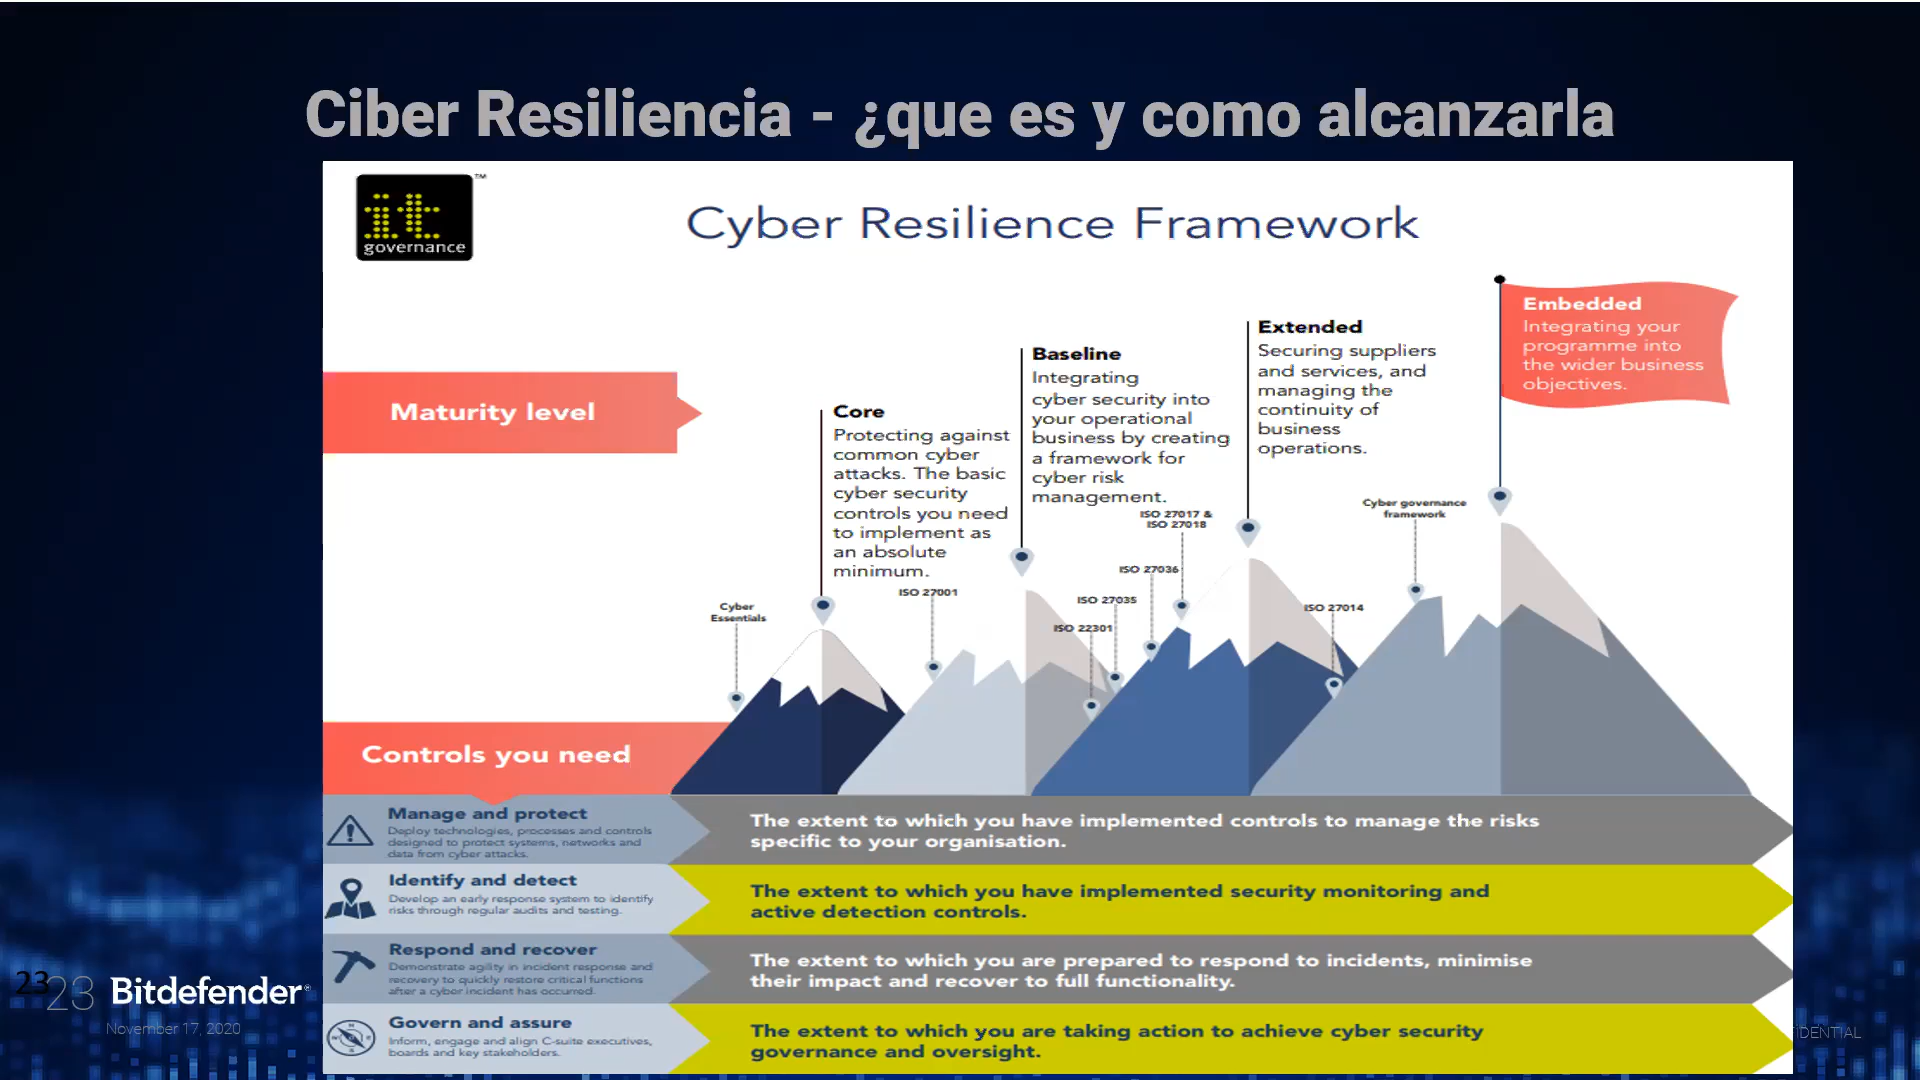 Ciber Resiliencia - ¿que es y como alcanzarla
it
governance
™
Cyber Resilience Framework
Embedded
Integrating your
programme into
the wider business
objectives.
Extended
Securing suppliers
and services, and
managing the
continuity of
business
operations.
Baseline
Integrating
cyber security into
your operational
business by creating
a framework for
cyber risk
management.
Maturity level
Core
Protecting against
common cyber
attacks. The basic
cyber security
controls you need
to implement as
an absolute
minimum.
Cyber
Essentials
ISO 27001
ISO 22301
ISO 27035
ISO 27036
ISO 27017 &
ISO 27018
ISO 27014
Cyber governance
framework
Controls you need
Manage and protect
Deploy technologies, processes and controls
designed to protect systems, networks and
data from cyber attacks.
The extent to which you have implemented controls to manage the risks
specific to your organisation.
Identify and detect
Develop an early response system to identify
risks through regular audits and testing.
The extent to which you have implemented security monitoring and
active detection controls.
Respond and recover
Demonstrate agility in incident response and
recovery to quickly restore critical functions
after a cyber incident has occurred.
The extent to which you are prepared to respond to incidents, minimise
their impact and recover to full functionality.
Govern and assure
Inform, engage and align C-suite executives,
boards and key stakeholders.
The extent to which you are taking action to achieve cyber security
governance and oversight.
23
23
Bitdefender®
November 17, 2020